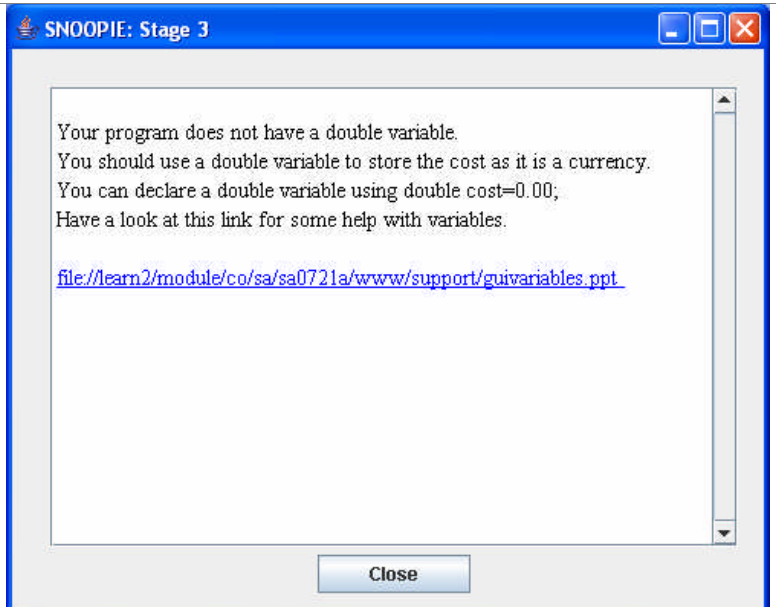 SNOOPIE: Stage 3
Your program does not have a double variable.
You should use a double variable to store the cost as it is a currency.
You can declare a double variable using double cost=0.00;
Have a look at this link for some help with variables.
file://learn2/module/co/sa/sa0721a/www/support/guivariables.ppt
Close